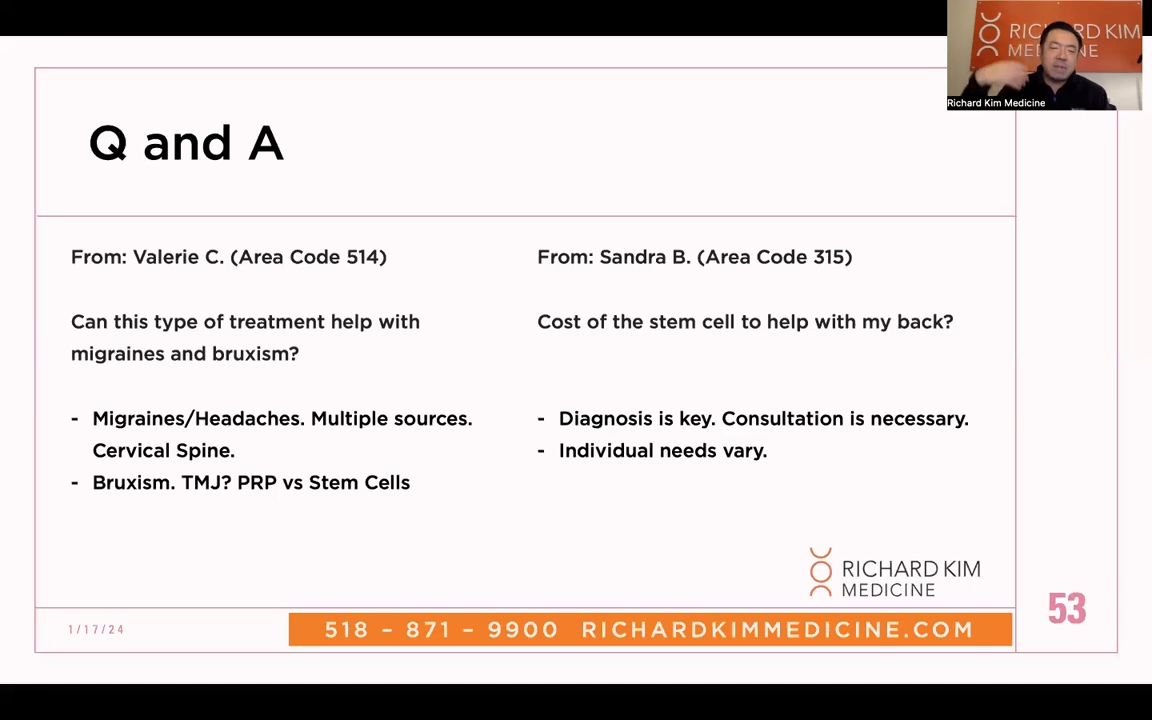 RICHARD KIM
MEDICINE
Richard Kim Medicine
Q and A
From: Valerie C. (Area Code 514)
Can this type of treatment help with
migraines and bruxism?
- Migraines/Headaches. Multiple sources.
Cervical Spine.
- Bruxism. TMJ? PRP vs Stem Cells
From: Sandra B. (Area Code 315)
Cost of the stem cell to help with my back?
- Diagnosis is key. Consultation is necessary.
- Individual needs vary.
RICHARD KIM
MEDICINE
1/17/24
518 - 871 - 9900 RICHARDKIMMEDICINE.COM
53